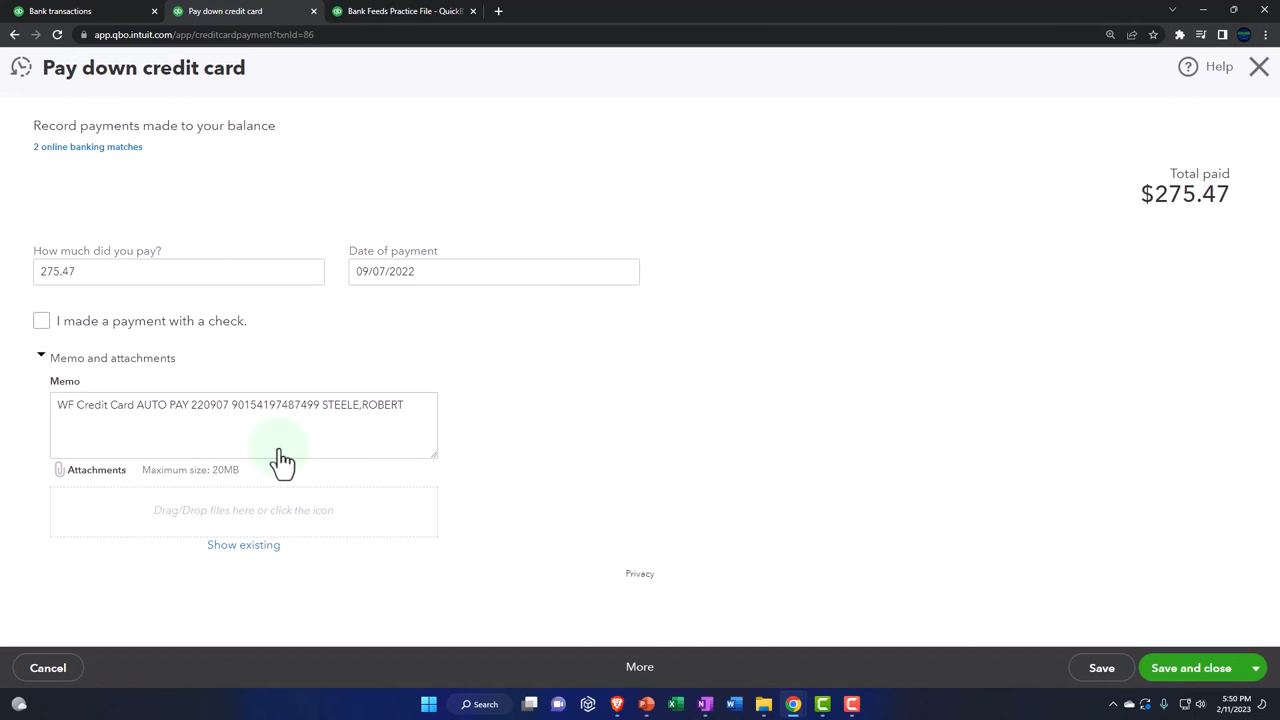 Bank transactions
Pay down credit card
Bank Feeds Practice File - QuickB
app.qbo.intuit.com/app/creditcardpayment?txnId=86
Pay down credit card
Help
Record payments made to your balance
2 online banking matches
Total paid
$275.47
How much did you pay?
Date of payment
275.47
09/07/2022
I made a payment with a check.
Memo and attachments
Memo
WF Credit Card AUTO PAY 220907 90154197487499 STEELE,ROBERT
Attachments
Maximum size: 20MB
Drag/Drop files here or click the icon
Show existing
Privacy
Cancel
More
Save
Save and close
Search
5:50 PM
2/11/2023